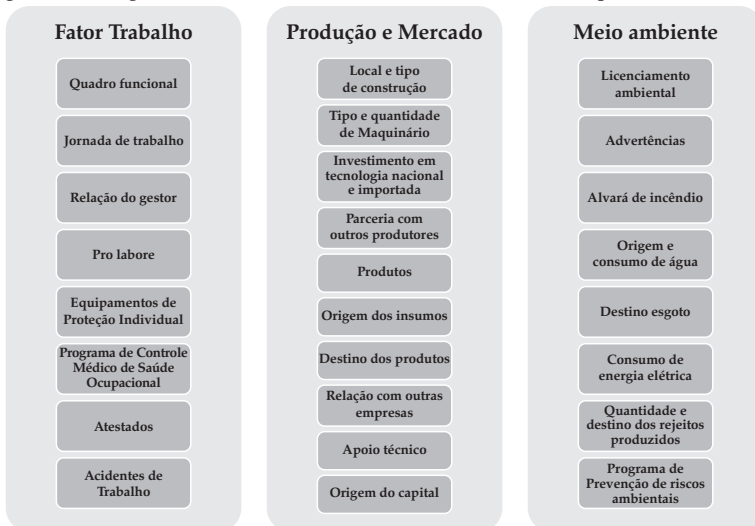 Fator Trabalho
Quadro funcional
Jornada de trabalho
Relação do gestor
Pro labore
Equipamentos de
Proteção Individual
Programa de Controle
Médico de Saúde
Ocupacional
Atestados
Acidentes de
Trabalho
Produção e Mercado
Local e tipo
de construção
Tipo e quantidade
de Maquinário
Investimento em
tecnologia nacional
e importada
Parceria com
outros produtores
Produtos
Origem dos insumos
Destino dos produtos
Relação com outras
empresas
Apoio técnico
Origem do capital
Meio ambiente
Licenciamento
ambiental
Advertências
Alvará de incêndio
Origem e
consumo de água
Destino esgoto
Consumo de
energia elétrica
Quantidade e
destino dos rejeitos
produzidos
Programa de
Prevenção de riscos
ambientais